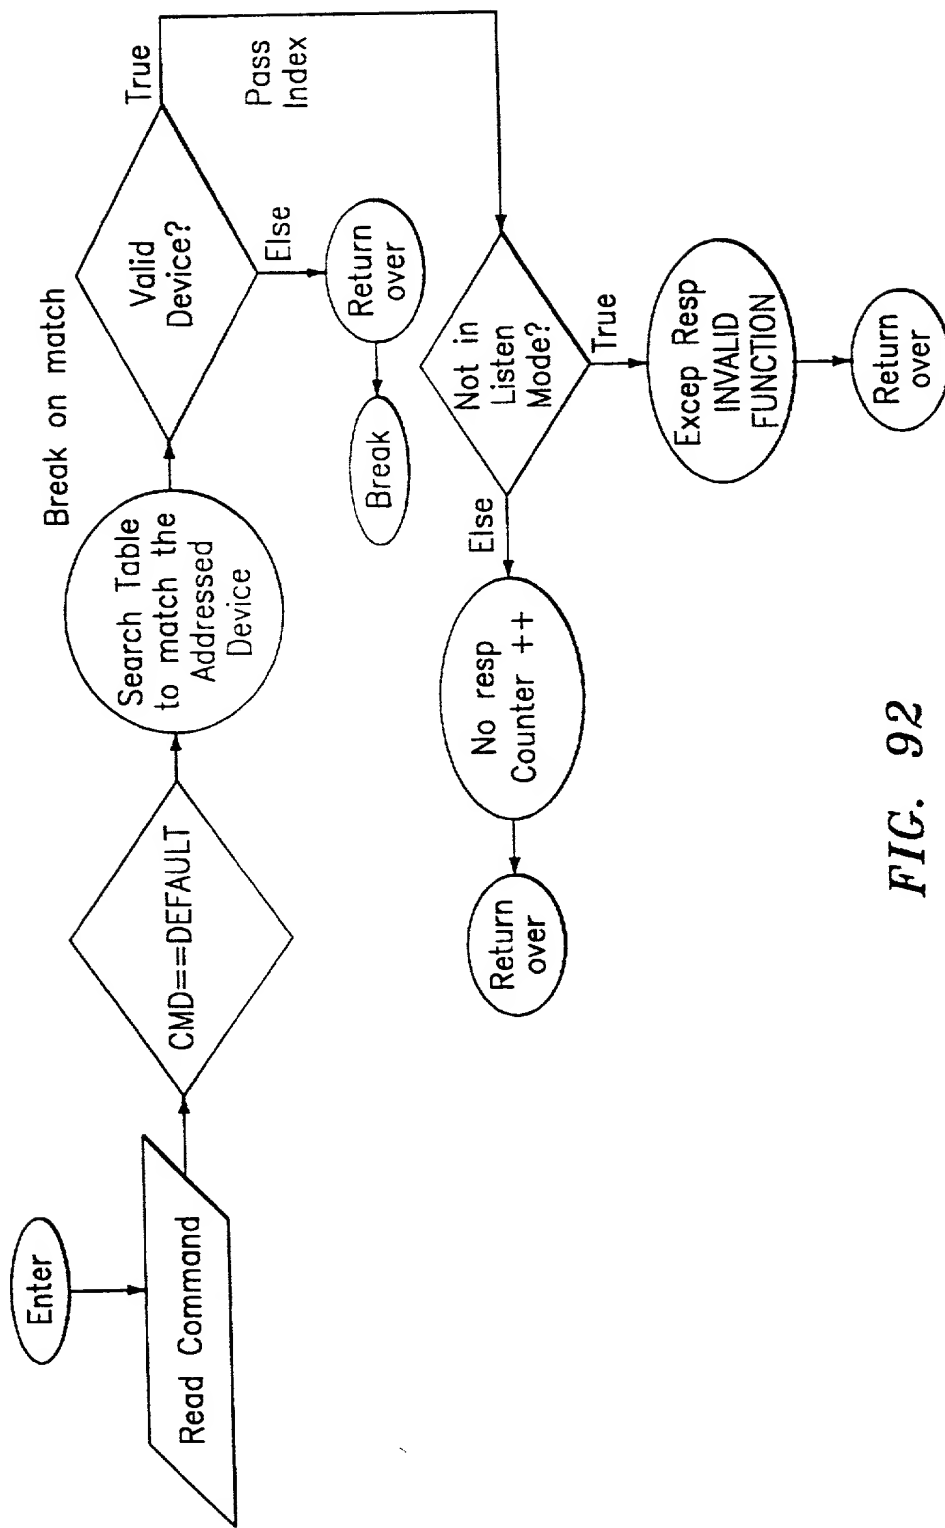 Enter
Read Command
CMD==DEFAULT
Search Table
to match the
Addressed
Device
Break on match
Valid
Device?
True
Pass
Index
Else
Return
over
Break
Not in
Listen
Mode?
True
Excep Resp
INVALID
FUNCTION
Return
over
Else
No resp
Counter ++
Return
over
FIG. 92